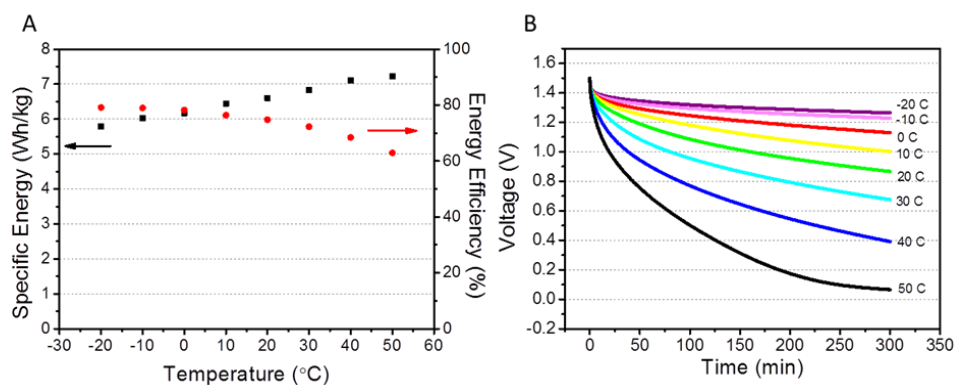 A
B
8
7
6
5
4
3
2
1
0
100
80
60
40
20
0
-30 -20 -10 0 10 20 30 40 50 60
Specific Energy (Wh/kg)
Energy Efficiency (%)
Temperature (°C)
1.8
1.6
1.4
1.2
1.0
0.8
0.6
0.4
0.2
0.0
-0.2
0 50 100 150 200 250 300 350
Voltage (V)
Time (min)
-20 C
-10 C
0 C
10 C
20 C
30 C
40 C
50 C